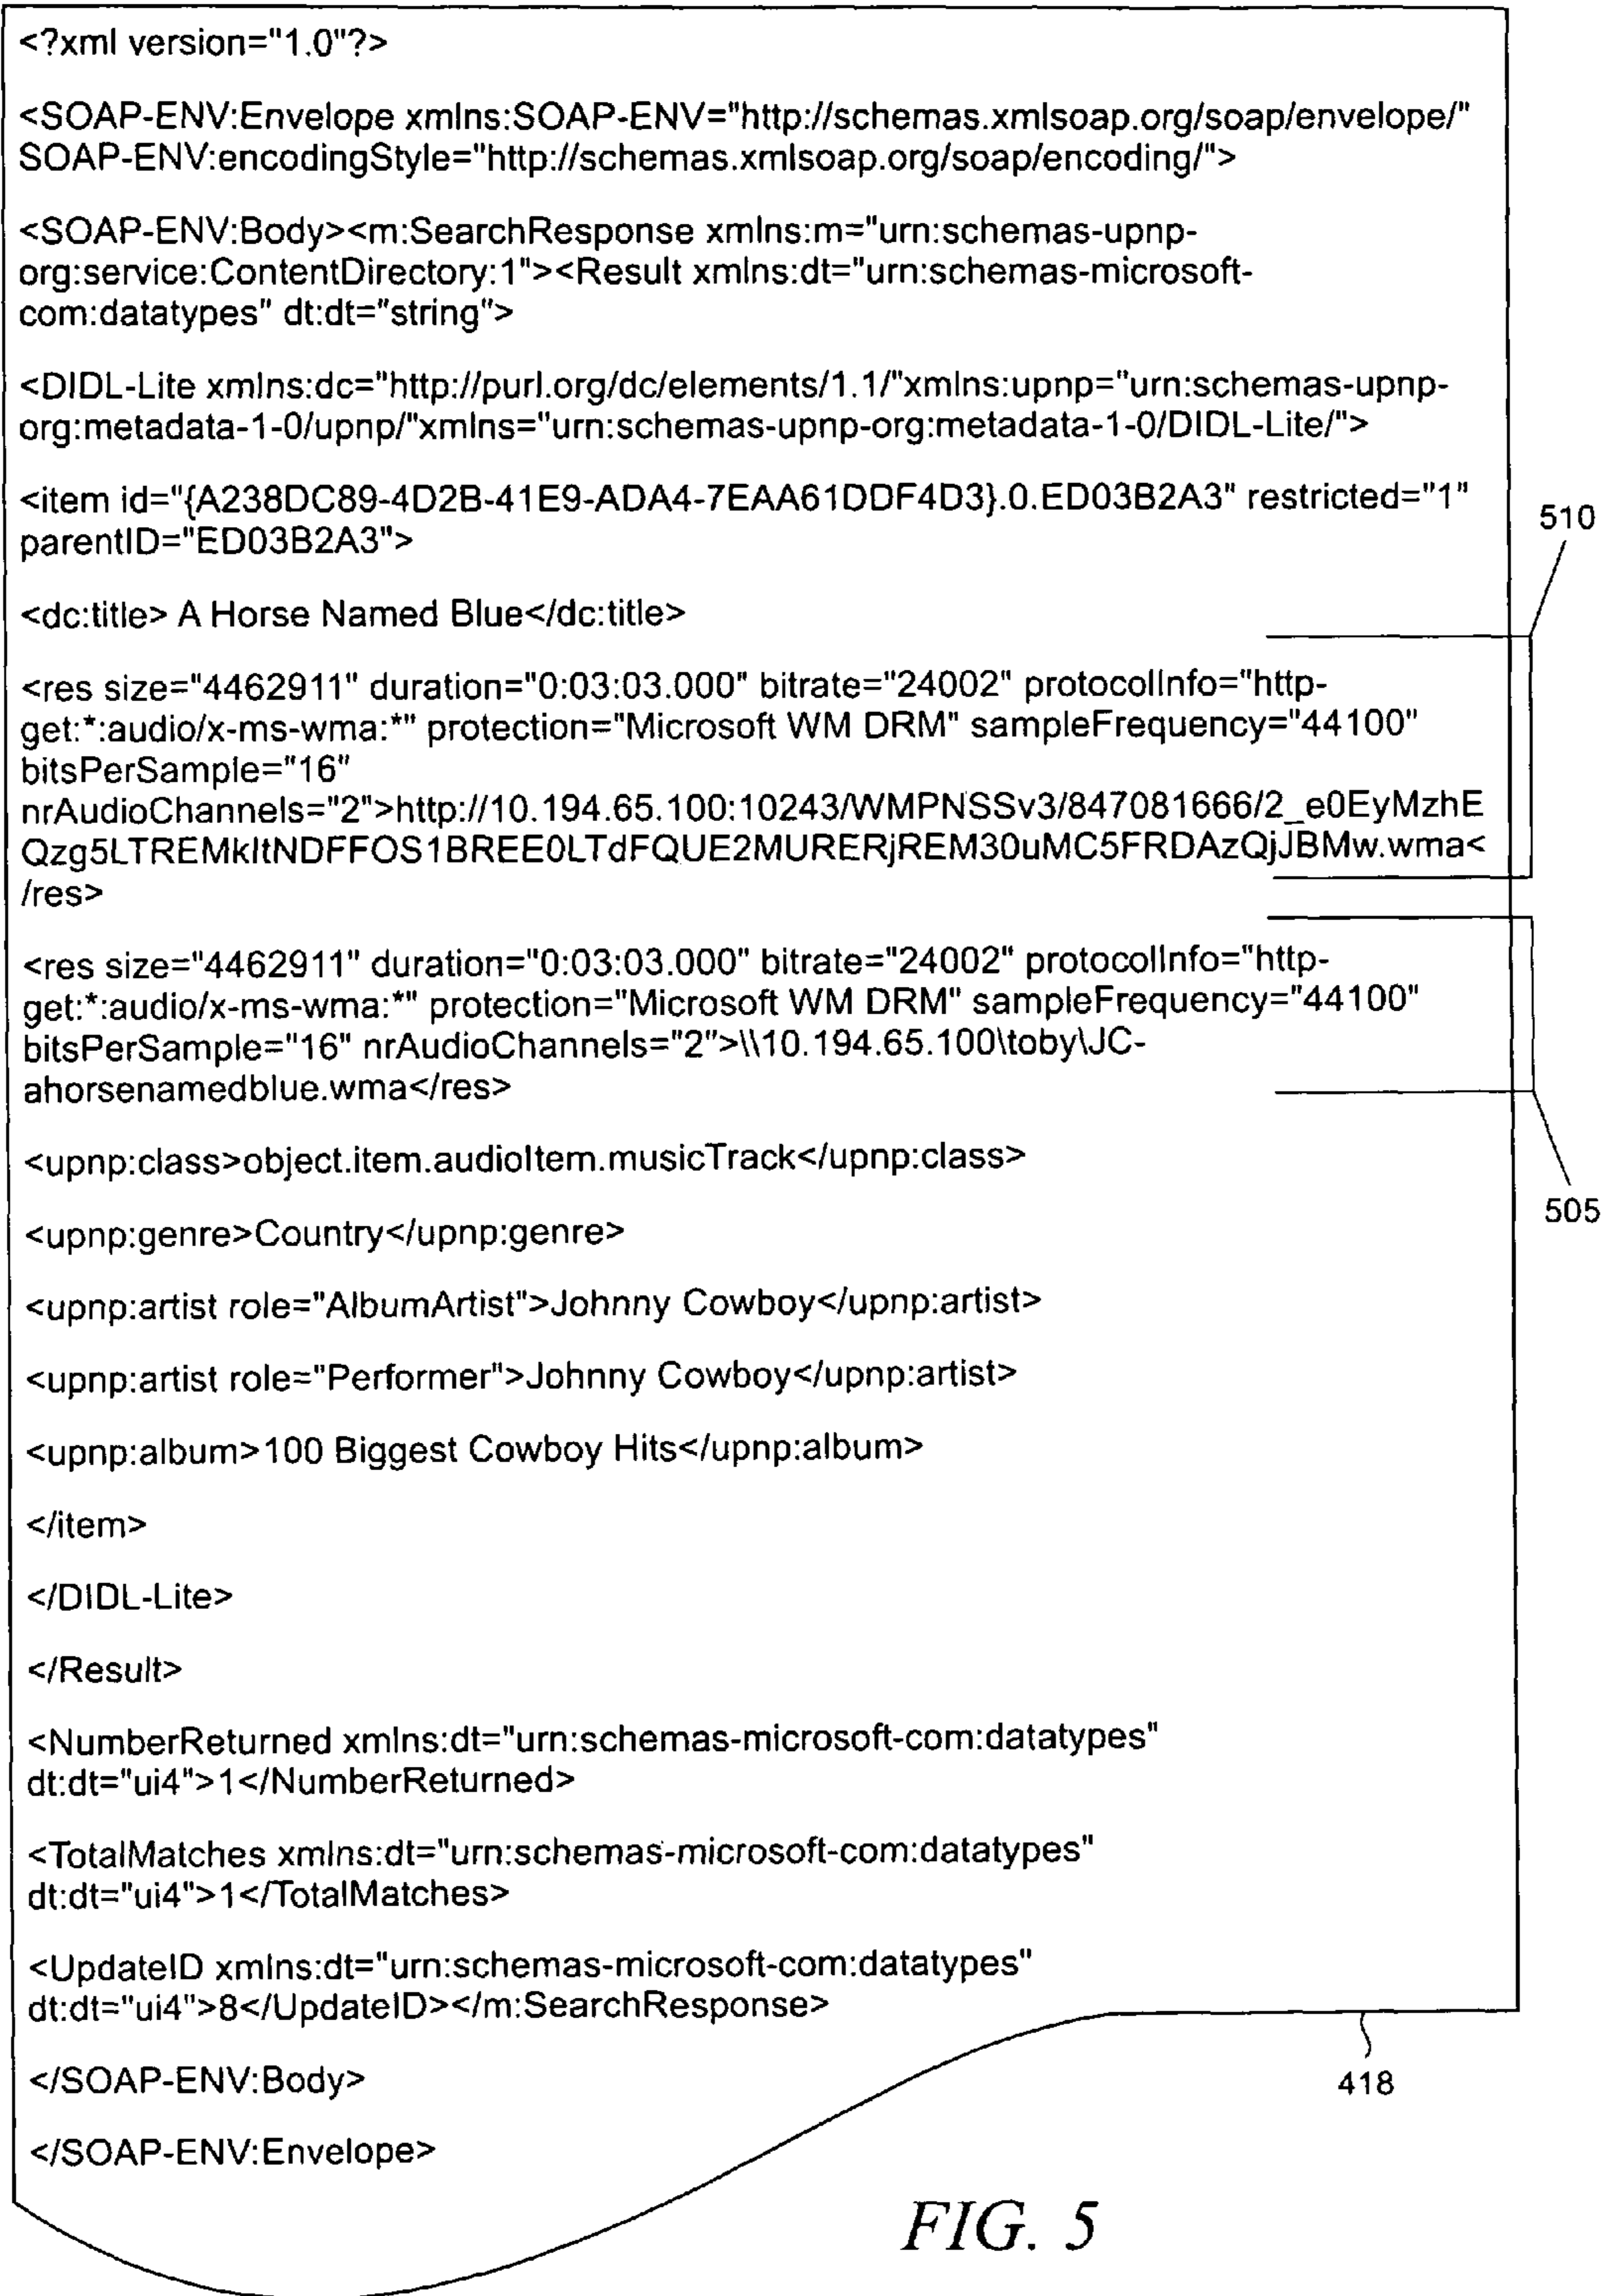 <?xml version="1.0"?>
<SOAP-ENV:Envelope xmlns:SOAP-ENV="http://schemas.xmlsoap.org/soap/envelope/"
SOAP-ENV:encodingStyle="http://schemas.xmlsoap.org/soap/encoding/">
<SOAP-ENV:Body><m:SearchResponse xmlns:m="urn:schemas-upnp-
org:service:ContentDirectory:1"><Result xmlns:dt="urn:schemas-microsoft-
com:datatypes" dt:dt="string">
<DIDL-Lite xmlns:dc="http://purl.org/dc/elements/1.1/"xmlns:upnp="urn:schemas-upnp-
org:metadata-1-0/upnp/"xmlns="urn:schemas-upnp-org:metadata-1-0/DIDL-Lite/">
<item id="{A238DC89-4D2B-41E9-ADA4-7EAA61DDF4D3}.0.ED03B2A3" restricted="1"
parentID="ED03B2A3">
510
<dc:title> A Horse Named Blue</dc:title>
<res size="4462911" duration="0:03:03.000" bitrate="24002" protocolInfo="http-
get:*:audio/x-ms-wma:*" protection="Microsoft WM DRM" sampleFrequency="44100"
bitsPerSample="16"
nrAudioChannels="2">http://10.194.65.100:10243/WMPNSSv3/847081666/2_e0EyMzhE
Qzg5LTREMkItNDFFOS1BREE0LTdFQUE2MURERjREM30uMC5FRDAzQjJBMw.wma<
/res>
<res size="4462911" duration="0:03:03.000" bitrate="24002" protocolInfo="http-
get:*:audio/x-ms-wma:*" protection="Microsoft WM DRM" sampleFrequency="44100"
bitsPerSample="16" nrAudioChannels="2">\\10.194.65.100\toby\JC-
ahorsenamedblue.wma</res>
<upnp:class>object.item.audioItem.musicTrack</upnp:class>
505
<upnp:genre>Country</upnp:genre>
<upnp:artist role="AlbumArtist">Johnny Cowboy</upnp:artist>
<upnp:artist role="Performer">Johnny Cowboy</upnp:artist>
<upnp:album>100 Biggest Cowboy Hits</upnp:album>
</item>
</DIDL-Lite>
</Result>
<NumberReturned xmlns:dt="urn:schemas-microsoft-com:datatypes"
dt:dt="ui4">1</NumberReturned>
<TotalMatches xmlns:dt="urn:schemas-microsoft-com:datatypes"
dt:dt="ui4">1</TotalMatches>
<UpdateID xmlns:dt="urn:schemas-microsoft-com:datatypes"
dt:dt="ui4">8</UpdateID></m:SearchResponse>
</SOAP-ENV:Body>
418
</SOAP-ENV:Envelope>
FIG. 5